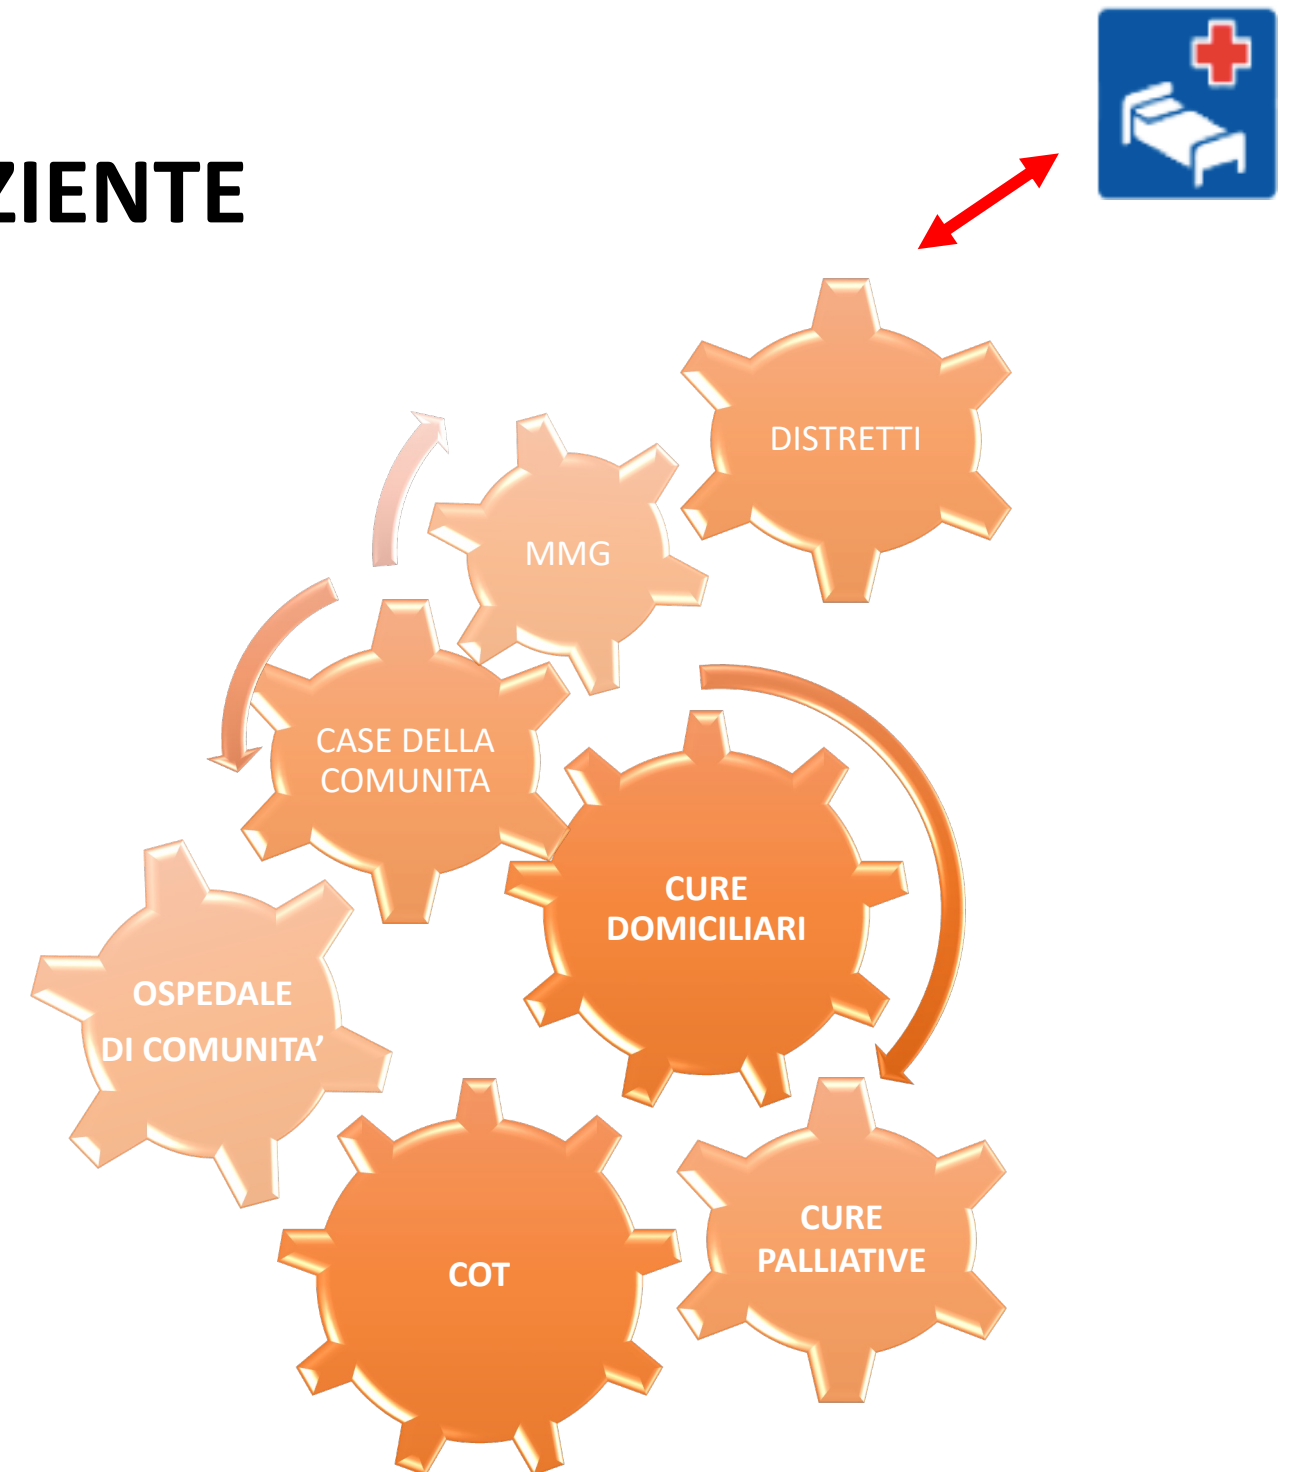 ZIENTE
DISTRETTI
MMG
CASE DELLA
COMUNITA
CURE
DOMICILIARI
OSPEDALE
DI COMUNITA’
CURE
PALLIATIVE
COT